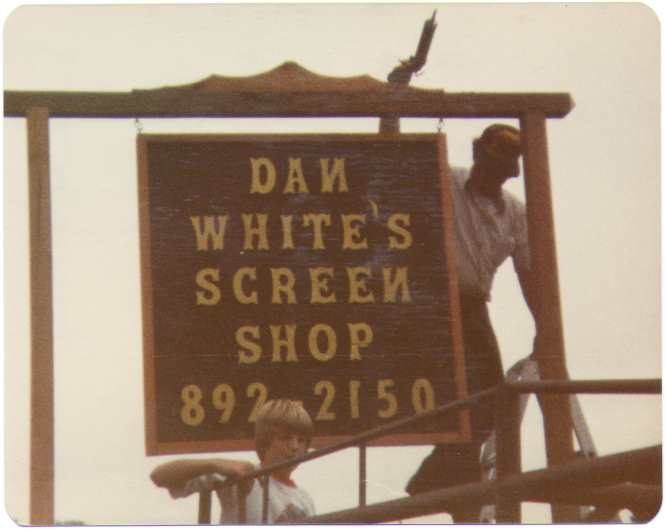 DAN
WHITE'S
SCREEN
SHOP
892 2150